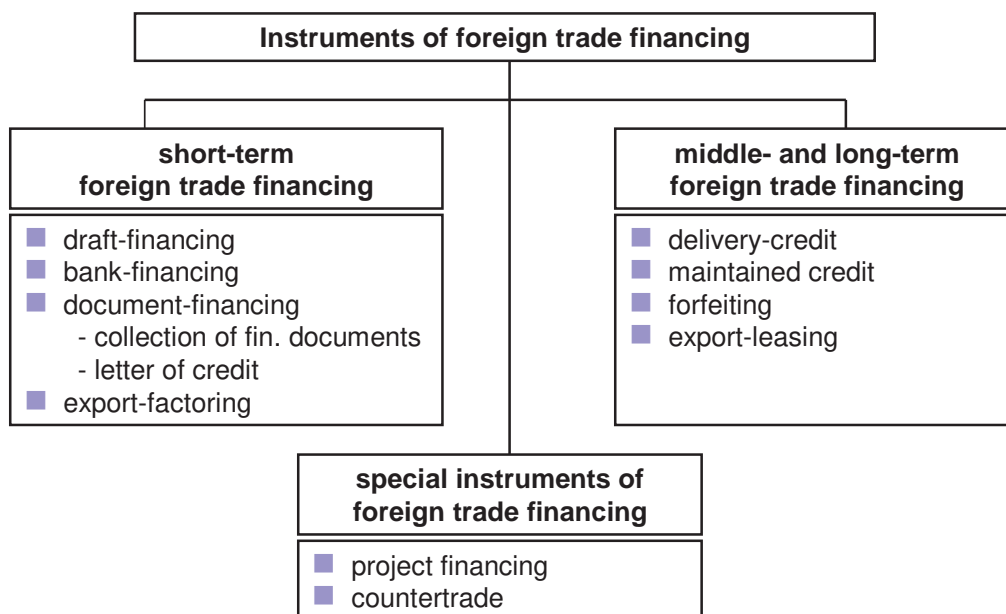 Instruments of foreign trade financing
short-term
foreign trade financing
draft-financing
bank-financing
document-financing
- collection of fin. documents
- letter of credit
export-factoring
middle- and long-term
foreign trade financing
delivery-credit
maintained credit
forfeiting
export-leasing
special instruments of
foreign trade financing
project financing
countertrade